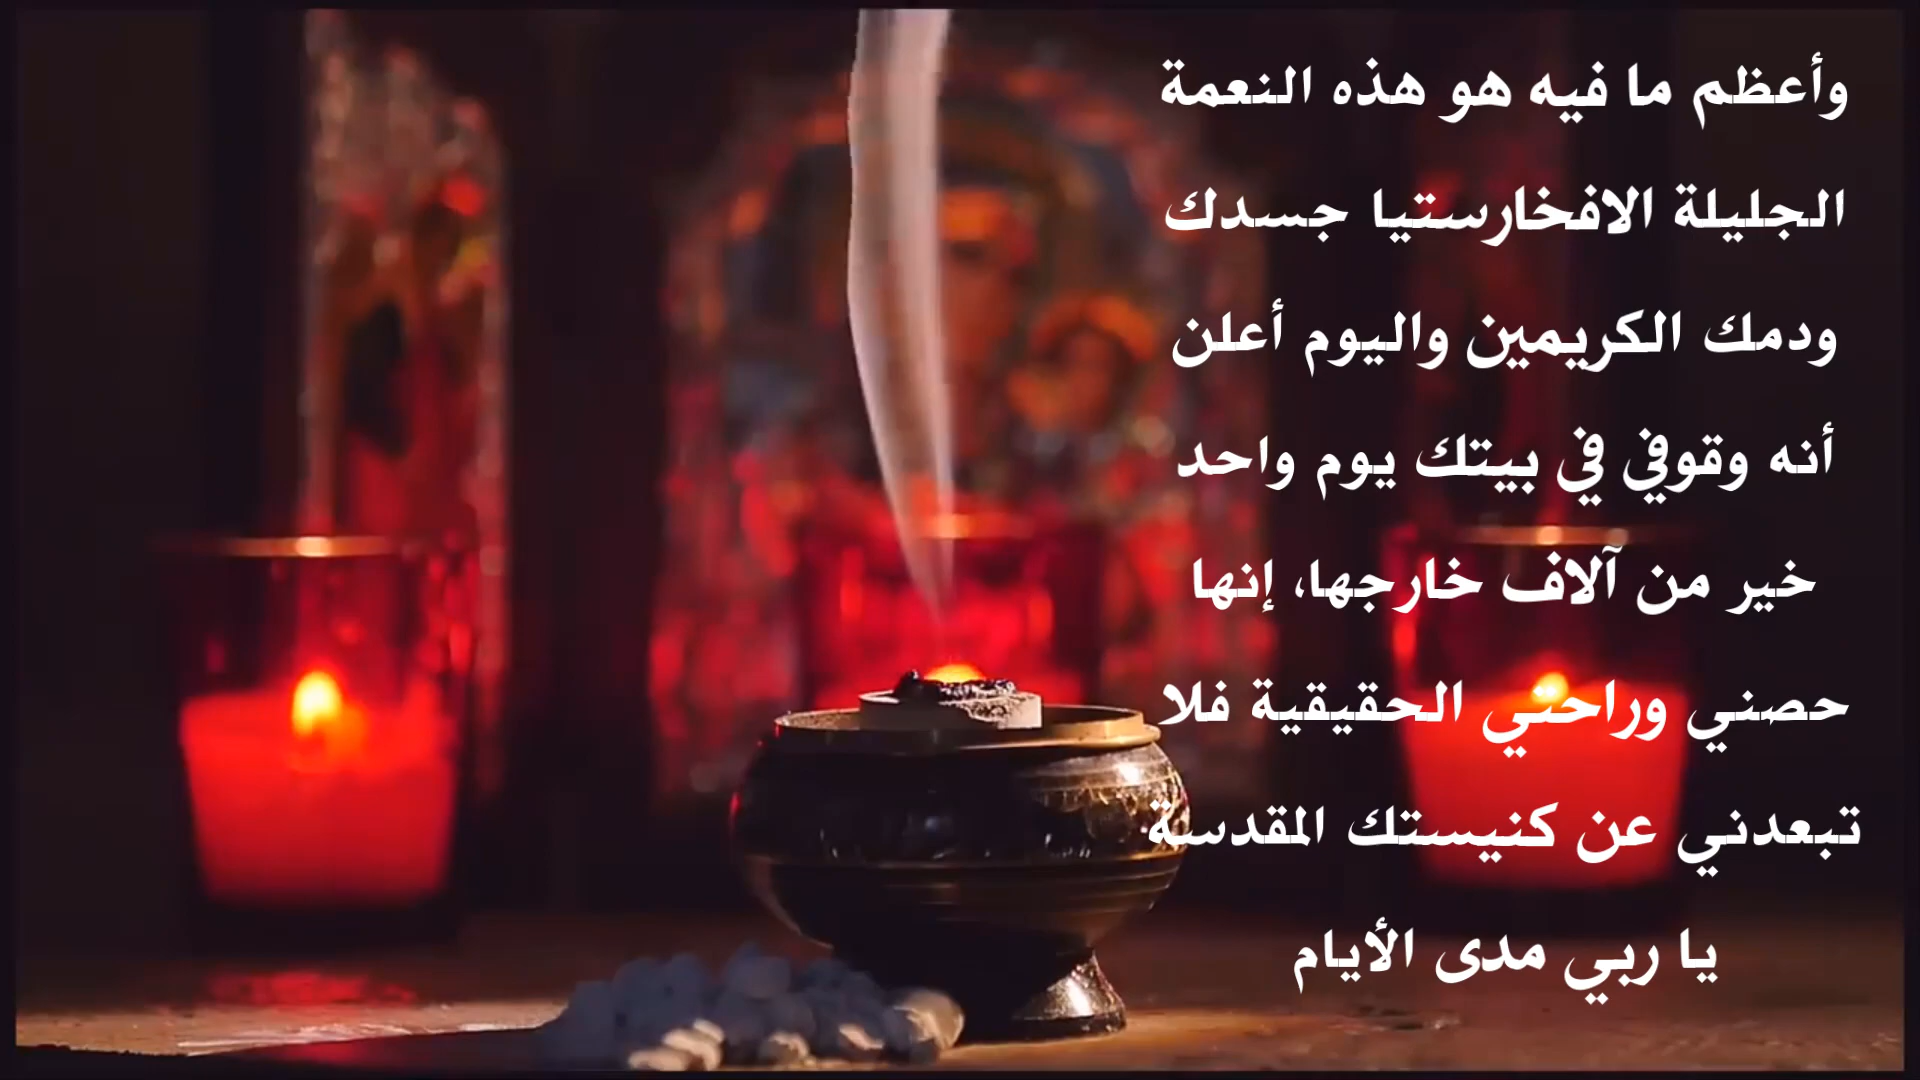 وأعظم ما فيه هو هذه النعمة
الجليلة الافخارستيا جسدك
ودمك الكريمين واليوم أعلن
أنه وقوفي في بيتك يوم واحد
خير من آلاف خارجها، إنها
حصني وراحتي الحقيقية فلا
تبعدني عن كنيستك المقدسة
يا ربي مدى الأيام